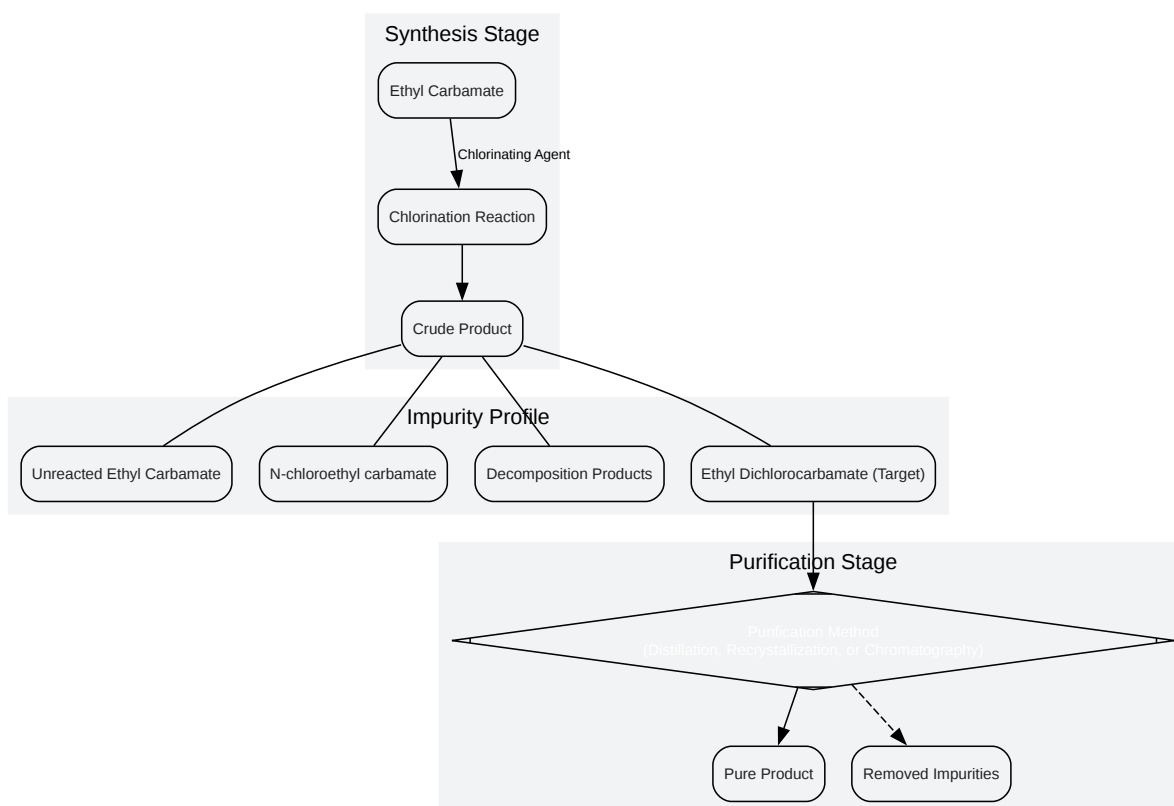 Synthesis Stage
Ethyl Carbamate
Chlorinating Agent
Chlorination Reaction
Crude Product
Impurity Profile
Unreacted Ethyl Carbamate
N-chloroethyl carbamate
Decomposition Products
Ethyl Dichlorocarbamate (Target)
Purification Stage
Purification Method
(Distillation, Recrystallization, or Chromatography)
Pure Product
Removed Impurities